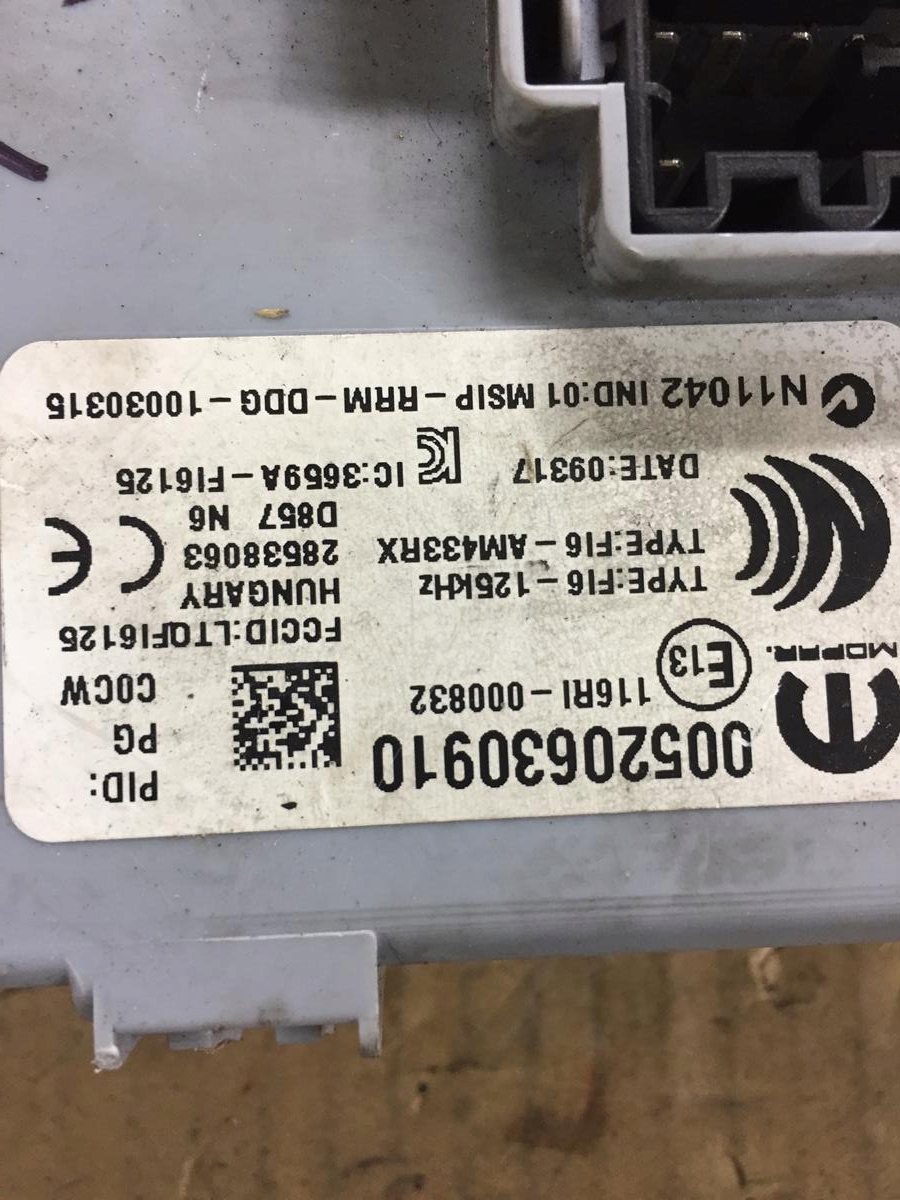 00520630910 PID:
PG
116RI-000832 C0CW
MOPAR. E13
FCCID:LTQFI6125
TYPE:FI6-125kHz HUNGARY
TYPE:FI6-AM433RX 28538063
D857 N6
DATE:09317 IC:3659A-FI6125
N11042 IND:01 MSIP-RRM-DDG-10030315